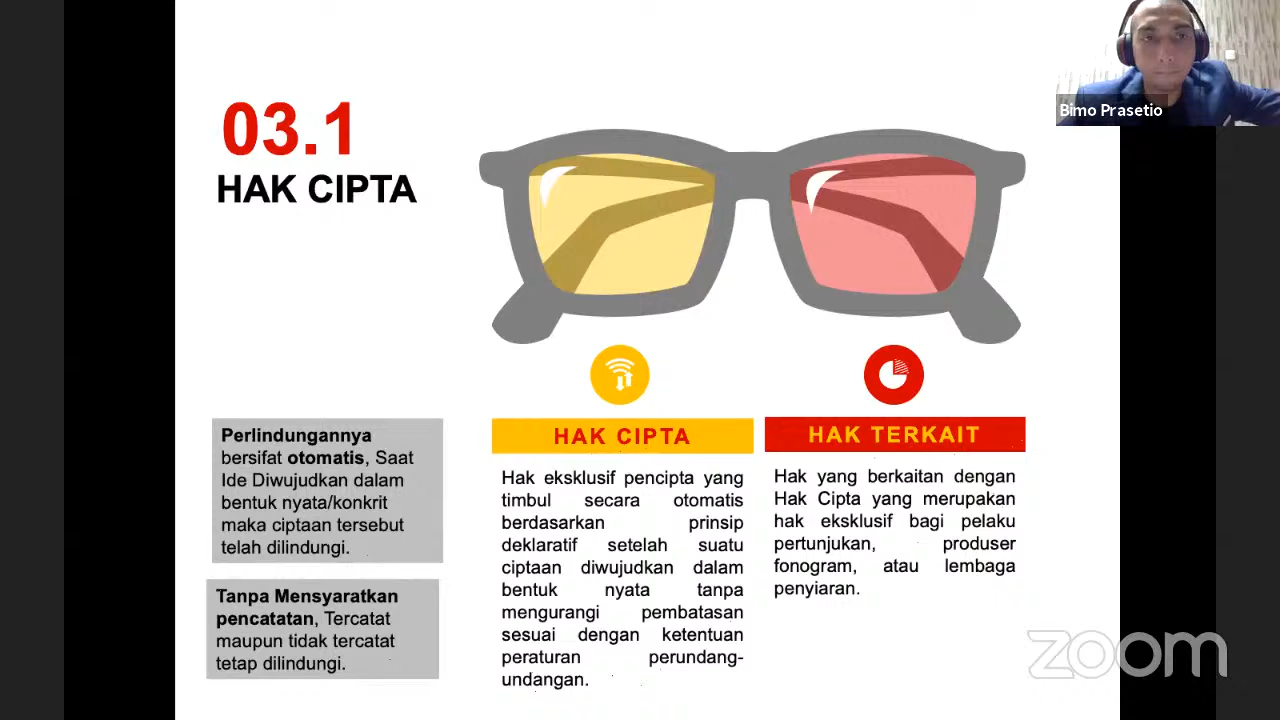 03.1
HAK CIPTA
Bimo Prasetio
Perlindungannya
bersifat otomatis, Saat
Ide Diwujudkan dalam
bentuk nyata/konkrit
maka ciptaan tersebut
telah dilindungi.
Tanpa Mensyaratkan
pencatatan, Tercatat
maupun tidak tercatat
tetap dilindungi.
HAK CIPTA
Hak eksklusif pencipta yang
timbul secara otomatis
berdasarkan prinsip
deklaratif setelah suatu
ciptaan diwujudkan dalam
bentuk nyata tanpa
mengurangi pembatasan
sesuai dengan ketentuan
peraturan perundang-
undangan.
HAK TERKAIT
Hak yang berkaitan dengan
Hak Cipta yang merupakan
hak eksklusif bagi pelaku
pertunjukan, produser
fonogram, atau lembaga
penyiaran.
zoom